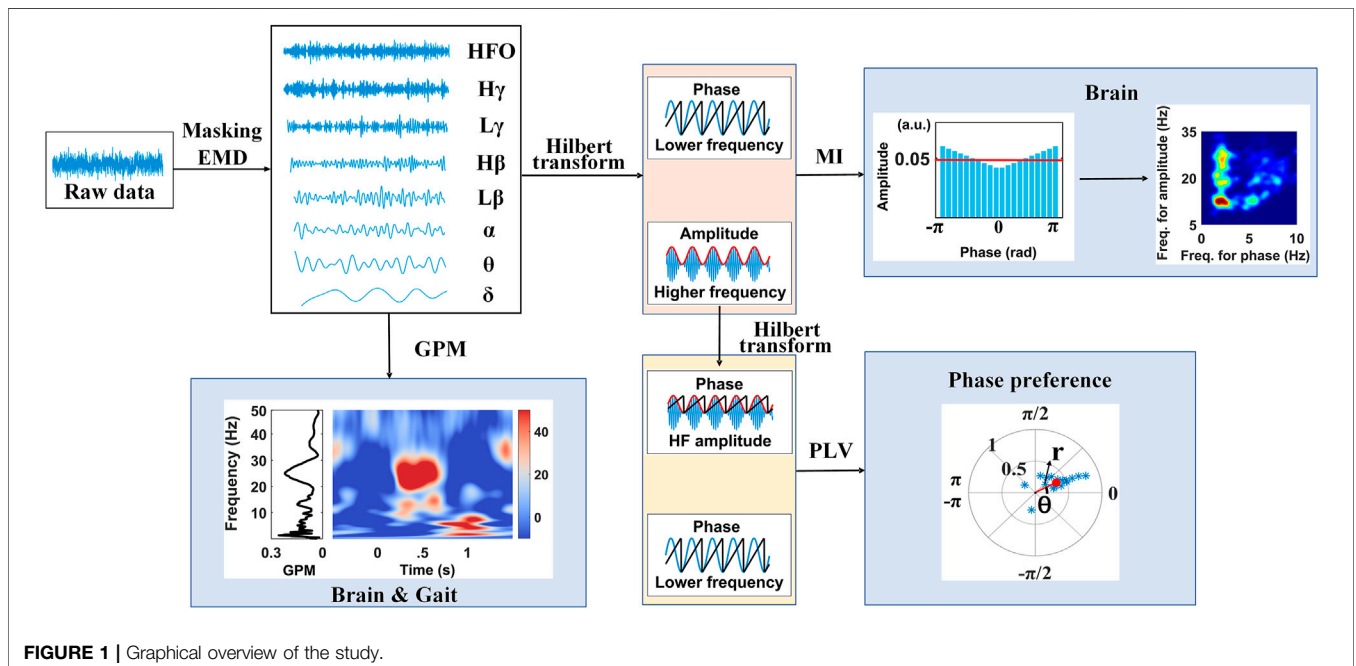 Raw data
Masking
EMD
HFO
Hγ
Lγ
Hβ
Lβ
α
θ
δ
Hilbert
transform
Phase
Lower frequency
Amplitude
Higher frequency
MI
Brain
(a.u.)
0.05
Amplitude
-π
0
π
Phase (rad)
Freq. for amplitude (Hz)
35
20
5
0
5
10
Freq. for phase (Hz)
GPM
Frequency (Hz)
50
40
30
20
10
0.3
0
GPM
0
.5
1
Time (s)
40
20
0
Brain & Gait
Hilbert
transform
Phase
HF amplitude
Phase
Lower frequency
PLV
Phase preference
π/2
1
0.5
r
π
-π
θ
0
-π/2
FIGURE 1 | Graphical overview of the study.